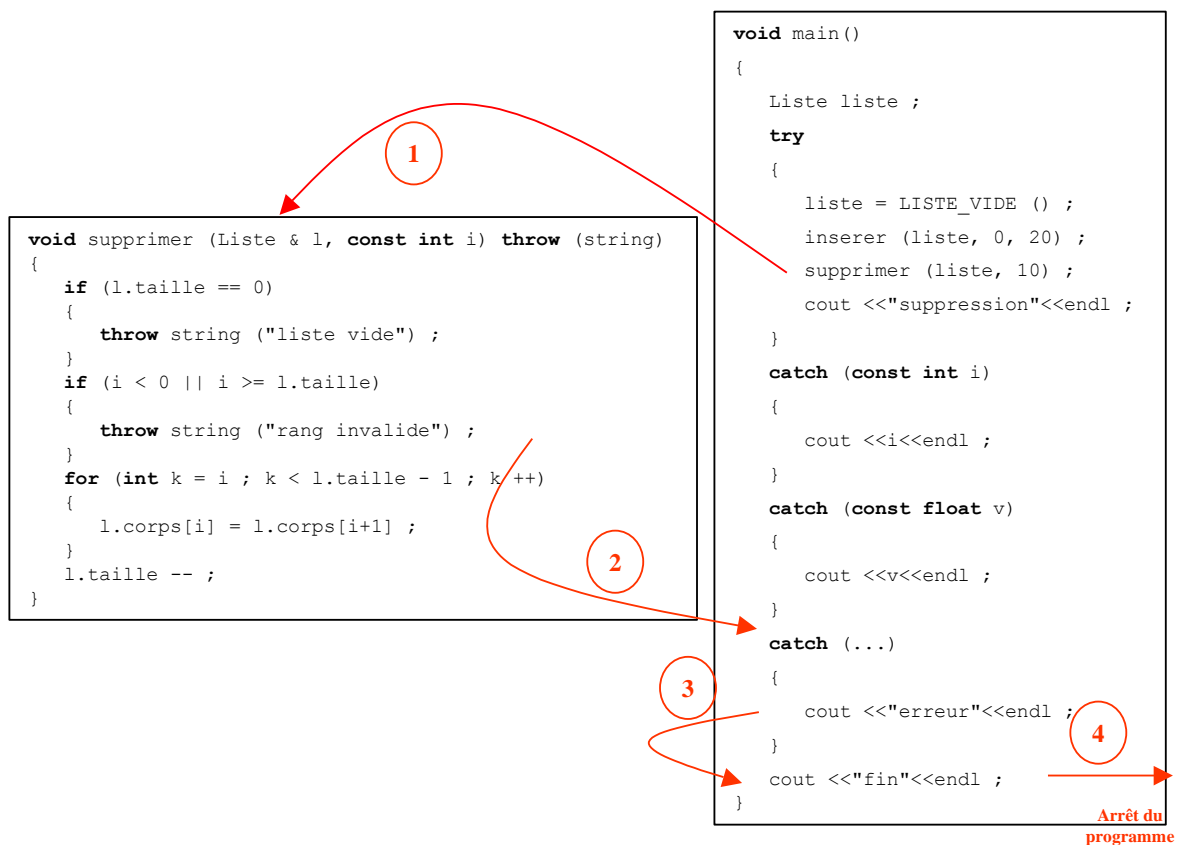 void main()
{
Liste liste ;
try
{
liste = LISTE_VIDE () ;
inserer (liste, 0, 20) ;
supprimer (liste, 10) ;
cout <<"suppression"<<endl ;
}
catch (const int i)
{
cout <<i<<endl ;
}
catch (const float v)
{
cout <<v<<endl ;
}
catch (...)
{
cout <<"erreur"<<endl ;
}
cout <<"fin"<<endl ;
}
1
void supprimer (Liste & l, const int i) throw (string)
{
if (l.taille == 0)
{
throw string ("liste vide") ;
}
if (i < 0 || i >= l.taille)
{
throw string ("rang invalide") ;
}
for (int k = i ; k < l.taille - 1 ; k ++)
{
l.corps[i] = l.corps[i+1] ;
}
l.taille -- ;
}
2
3
4
Arrêt du
programme